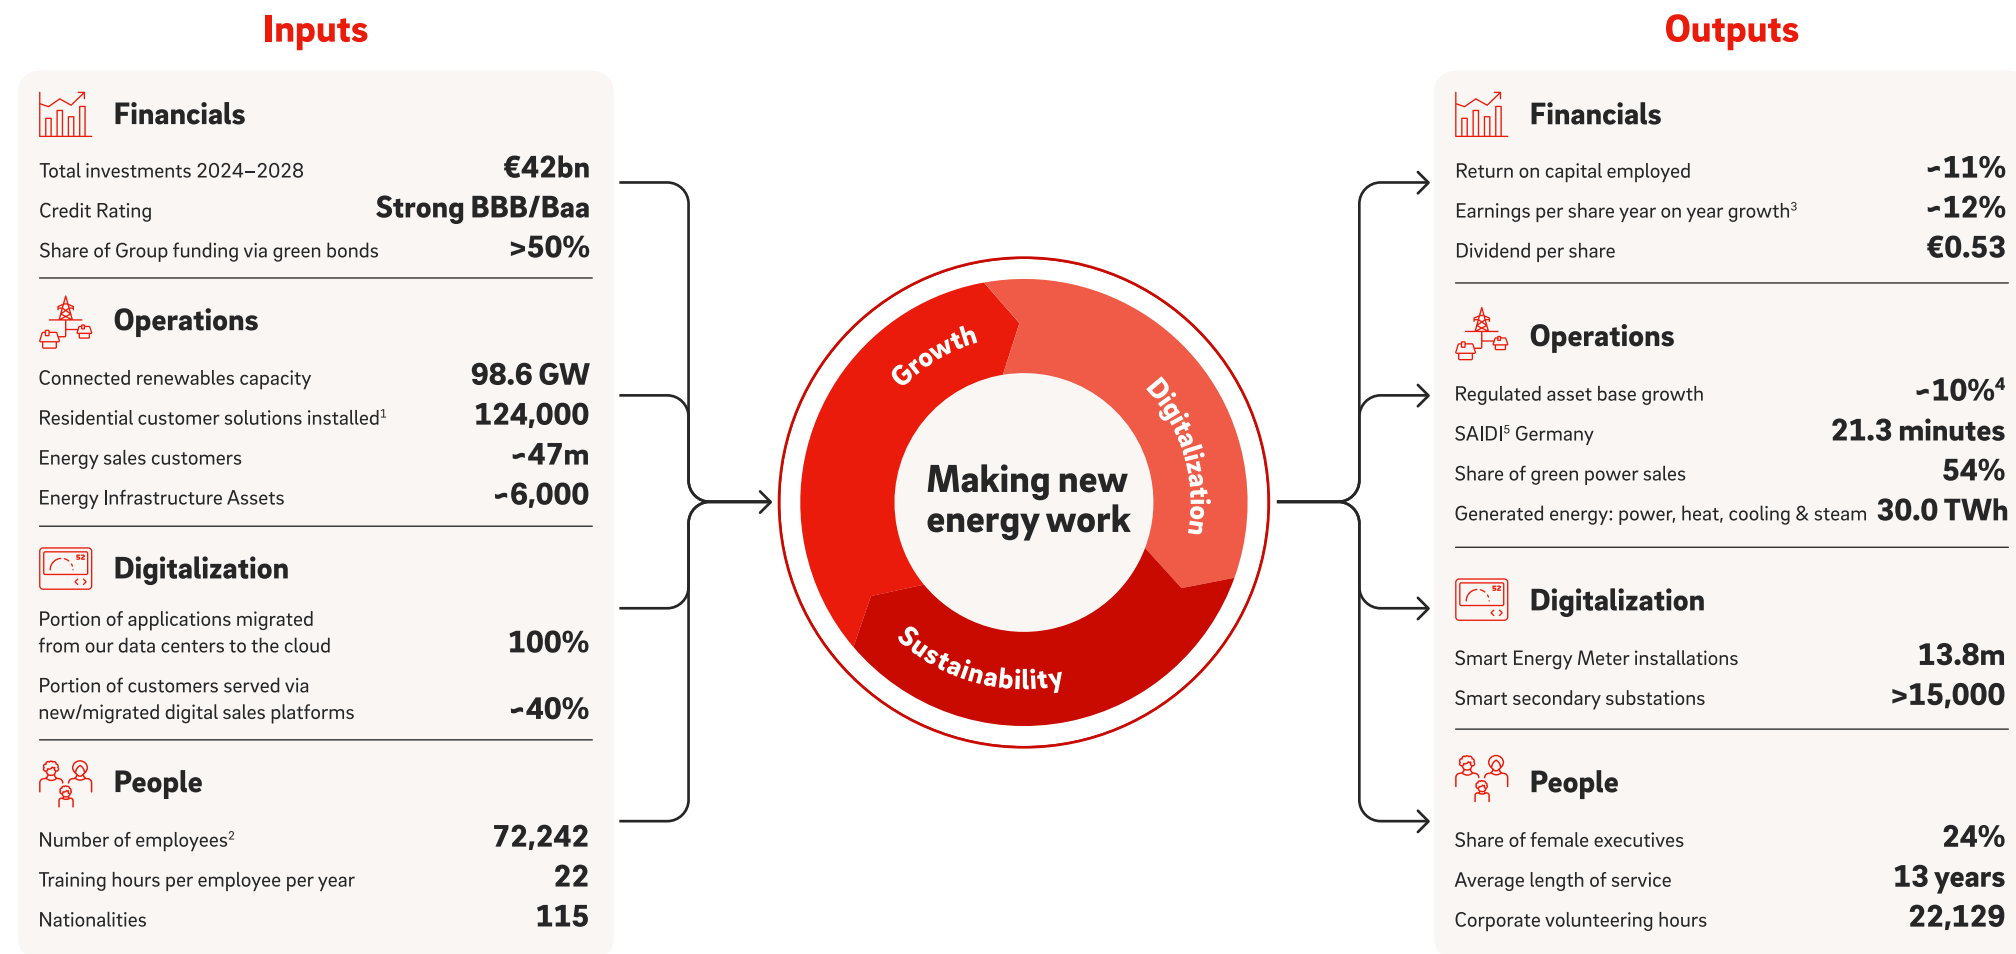 Inputs
Financials
Total investments 2024–2028 €42bn
Credit Rating Strong BBB/Baa
Share of Group funding via green bonds >50%
Operations
Connected renewables capacity 98.6 GW
Residential customer solutions installed¹ 124,000
Energy sales customers ~47m
Energy Infrastructure Assets ~6,000
Digitalization
Portion of applications migrated
from our data centers to the cloud 100%
Portion of customers served via
new/migrated digital sales platforms ~40%
People
Number of employees² 72,242
Training hours per employee per year 22
Nationalities 115
Growth
Digitalization
Sustainability
Making new
energy work
Outputs
Financials
Return on capital employed ~11%
Earnings per share year on year growth³ ~12%
Dividend per share €0.53
Operations
Regulated asset base growth ~10%⁴
SAIDI⁵ Germany 21.3 minutes
Share of green power sales 54%
Generated energy: power, heat, cooling & steam 30.0 TWh
Digitalization
Smart Energy Meter installations 13.8m
Smart secondary substations >15,000
People
Share of female executives 24%
Average length of service 13 years
Corporate volunteering hours 22,129